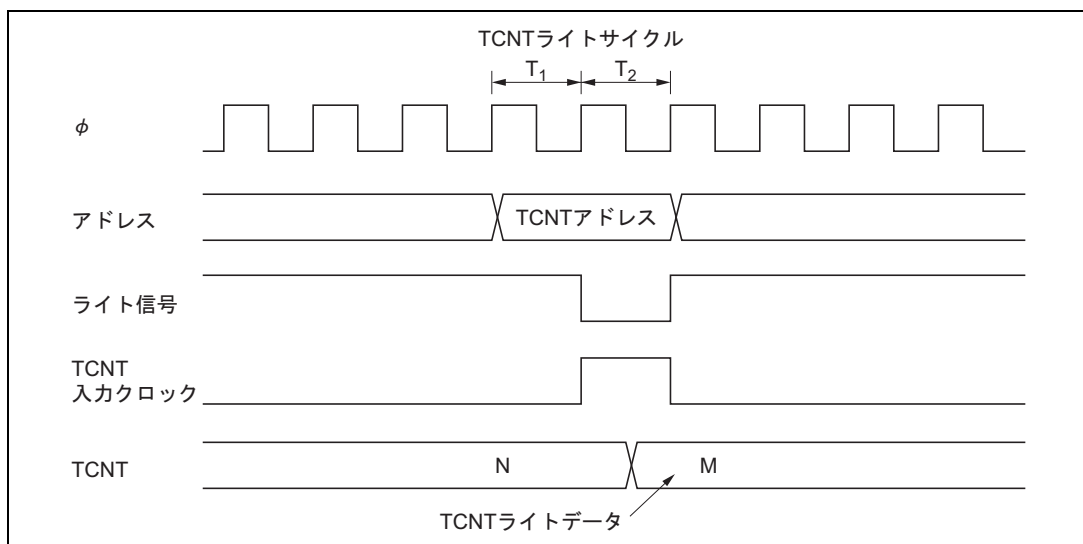 TCNTライトサイクル
T1 T2
φ
アドレス TCNTアドレス
ライト信号
TCNT
入力クロック
TCNT N M
TCNTライトデータ